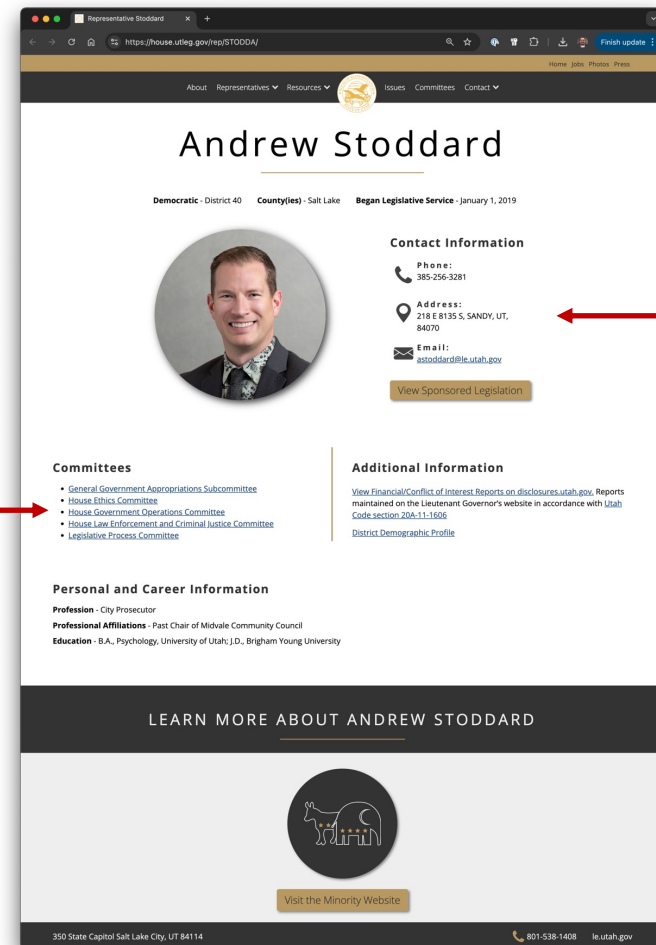 Representative Stoddard
https://house.utleg.gov/rep/STODDA/
Finish update
Home Jobs Photos Press
About Representatives Resources Issues Committees Contact
Andrew Stoddard
Democratic - District 40 County(ies) - Salt Lake Began Legislative Service - January 1, 2019
Contact Information
Phone:
385-256-3281
Address:
218 E 8135 S, SANDY, UT,
84070
Email:
astoddard@le.utah.gov
View Sponsored Legislation
Committees
General Government Appropriations Subcommittee
House Ethics Committee
House Government Operations Committee
House Law Enforcement and Criminal Justice Committee
Legislative Process Committee
Additional Information
View Financial/Conflict of Interest Reports on disclosures.utah.gov. Reports
maintained on the Lieutenant Governor's website in accordance with Utah
Code section 20A-11-1606
District Demographic Profile
Personal and Career Information
Profession - City Prosecutor
Professional Affiliations - Past Chair of Midvale Community Council
Education - B.A., Psychology, University of Utah; J.D., Brigham Young University
LEARN MORE ABOUT ANDREW STODDARD
Visit the Minority Website
350 State Capitol Salt Lake City, UT 84114 801-538-1408 le.utah.gov